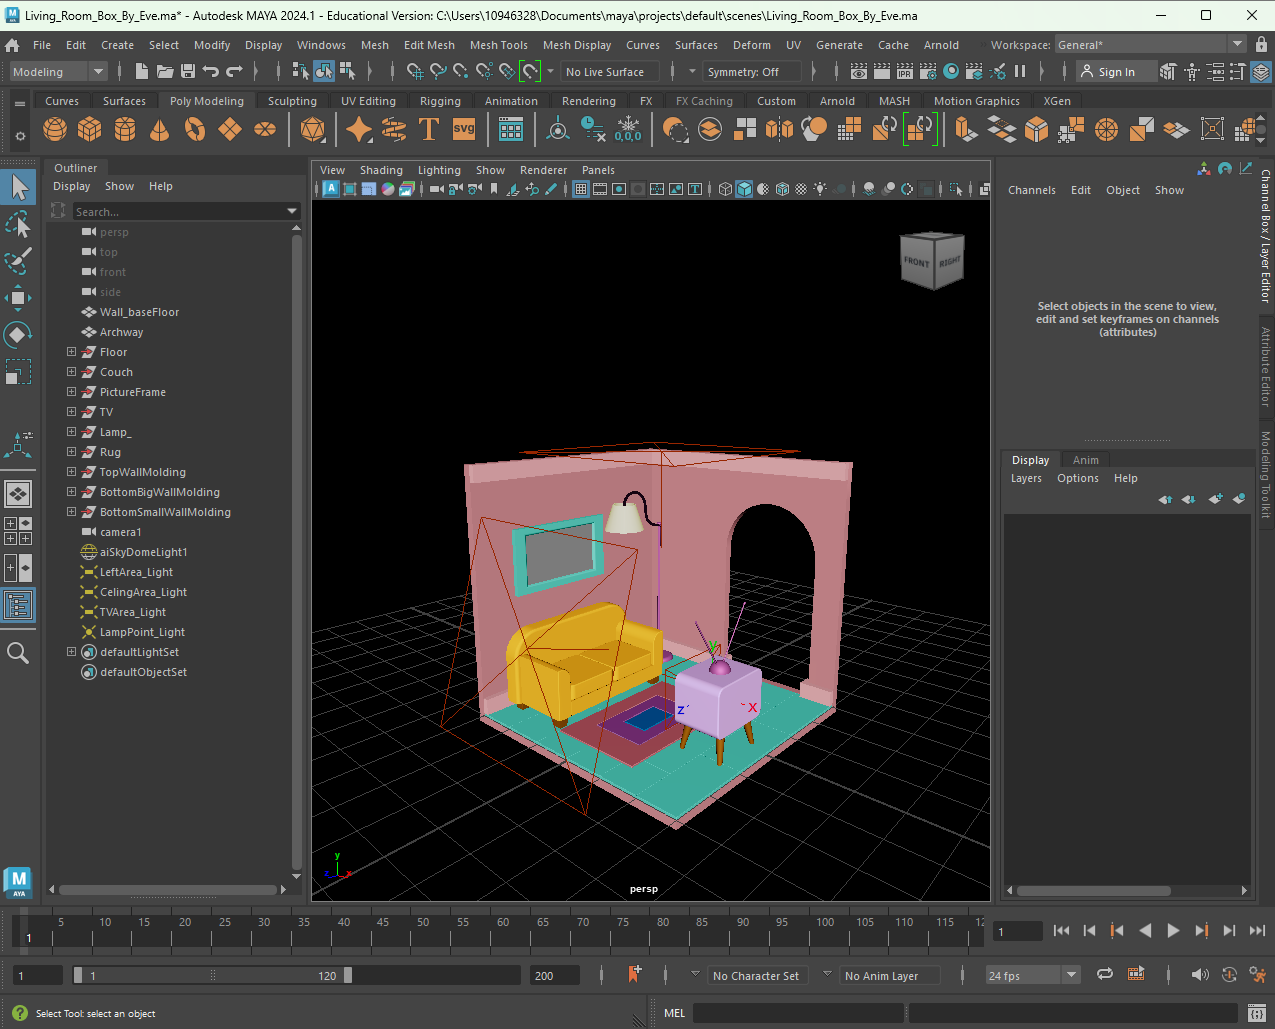 Living_Room_Box_By_Eve.ma* - Autodesk MAYA 2024.1 - Educational Version: C:\Users\10946328\Documents\maya\projects\default\scenes\Living_Room_Box_By_Eve.ma
File Edit Create Select Modify Display Windows Mesh Edit Mesh Mesh Tools Mesh Display Curves Surfaces Deform UV Generate Cache Arnold Workspace: General*
Modeling No Live Surface Symmetry: Off IPR Sign In
Curves Surfaces Poly Modeling Sculpting UV Editing Rigging Animation Rendering FX FX Caching Custom Arnold MASH Motion Graphics XGen
T SVG 0,0,0
Outliner
Display Show Help
Search...
persp
top
front
side
Wall_baseFloor
Archway
Floor
Couch
PictureFrame
TV
Lamp_
Rug
TopWallMolding
BottomBigWallMolding
BottomSmallWallMolding
camera1
aiSkyDomeLight1
LeftArea_Light
CelingArea_Light
TVArea_Light
LampPoint_Light
defaultLightSet
defaultObjectSet
View Shading Lighting Show Renderer Panels
FRONT RIGHT
y
z x
y
z x
persp
Channels Edit Object Show
Select objects in the scene to view,
edit and set keyframes on channels
(attributes)
Display Anim
Layers Options Help
Channel Box / Layer Editor
Attribute Editor
Modeling Toolkit
M
AYA
5 10 15 20 25 30 35 40 45 50 55 60 65 70 75 80 85 90 95 100 105 110 115 12
1 1
1 1 120 200 No Character Set No Anim Layer 24 fps
Select Tool: select an object MEL